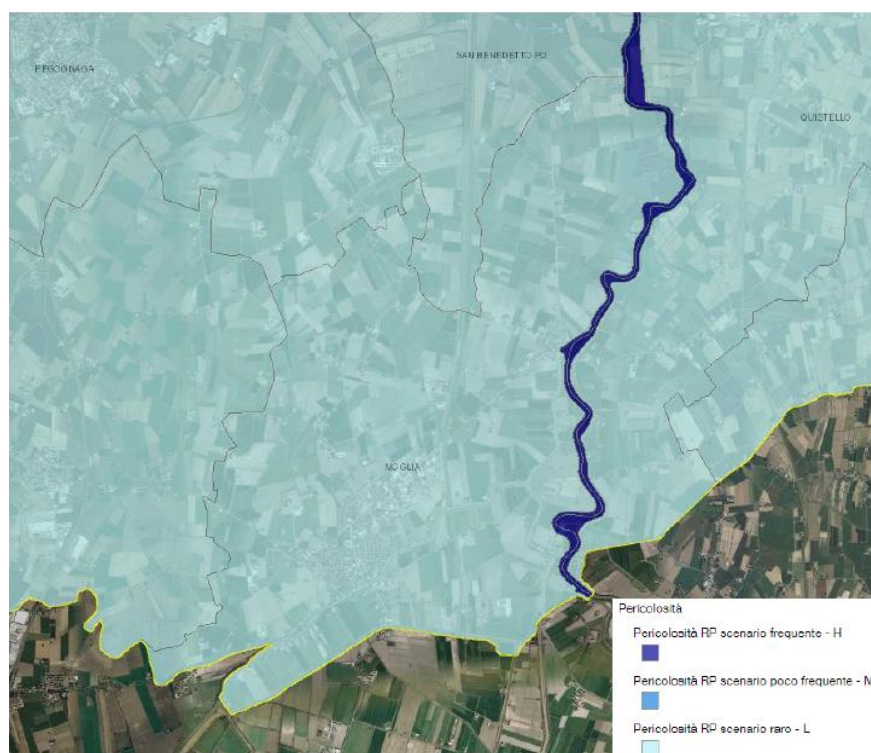 SAN BENEDETTO PO
PEGOGNAGA
QUISTELLO
MOGLIA
Pericolosità
Pericolosità RP scenario frequente - H
Pericolosità RP scenario poco frequente - M
Pericolosità RP scenario raro - L